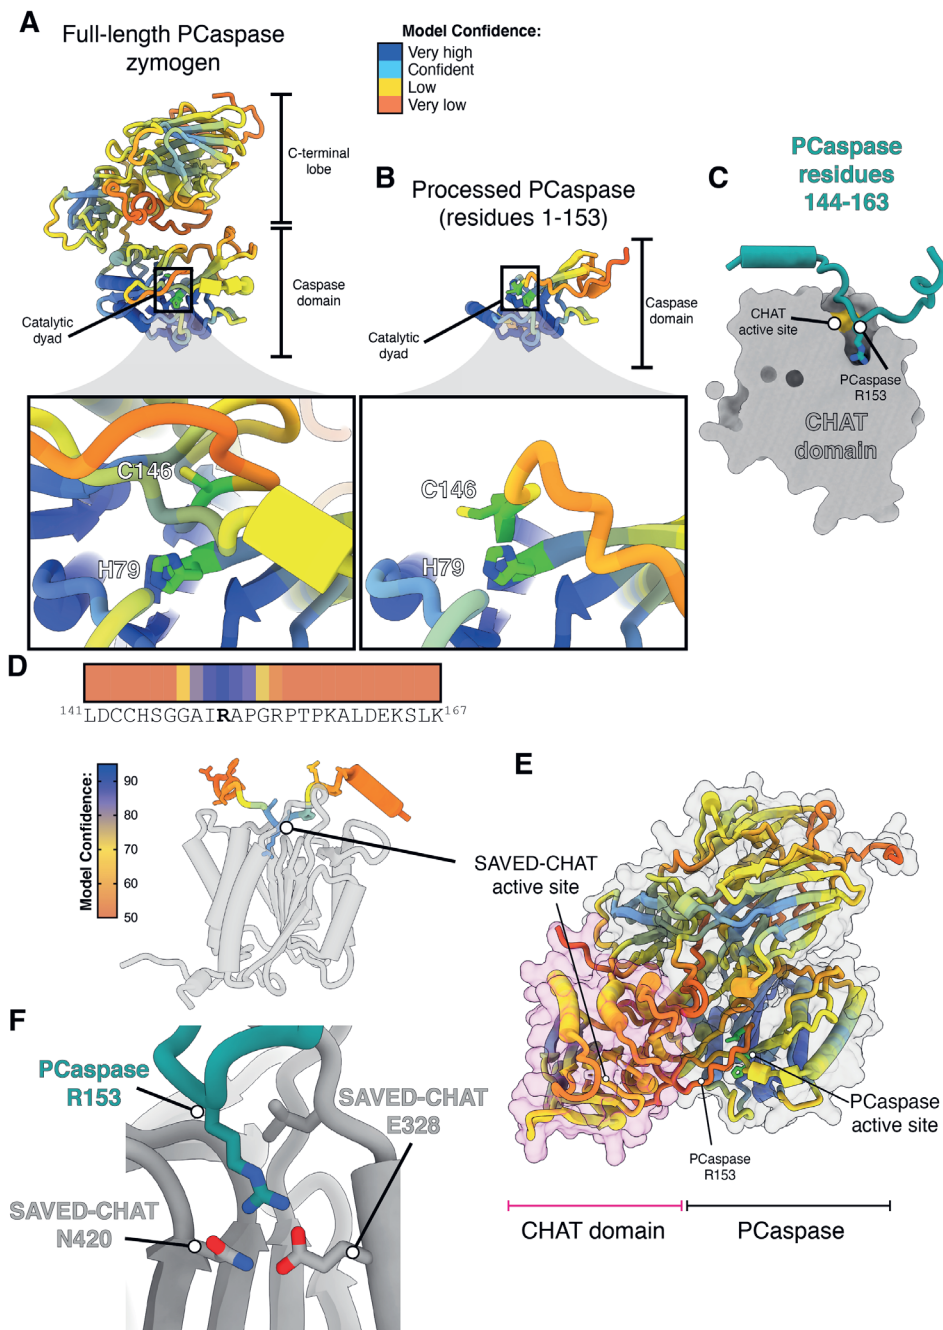 A
Full-length PCaspase
zymogen
Model Confidence:
Very high
Confident
Low
Very low
C-terminal
lobe
Caspase
domain
Catalytic
dyad
B
Processed PCaspase
(residues 1-153)
Caspase
domain
Catalytic
dyad
C
PCaspase
residues
144-163
CHAT
active site
PCaspase
R153
CHAT
domain
C146
H79
C146
H79
D
141LDCCHSGGAIRAPGRPTPKALDEKSLK167
Model Confidence:
90
80
70
60
50
E
SAVED-CHAT
active site
PCaspase
active site
PCaspase
R153
CHAT domain
PCaspase
F
PCaspase
R153
SAVED-CHAT
E328
SAVED-CHAT
N420